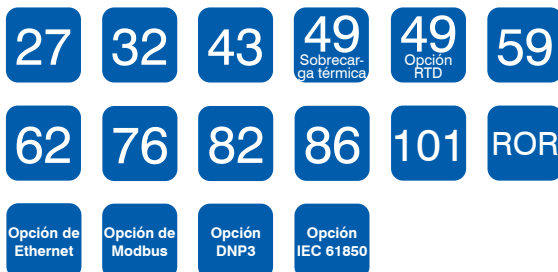 27 32 43 49 49 59
Sobrecar- Opción
ga térmica RTD
62 76 82 86 101 ROR
Opción de Opción de Opción Opción
Ethernet Modbus DNP3 IEC 61850